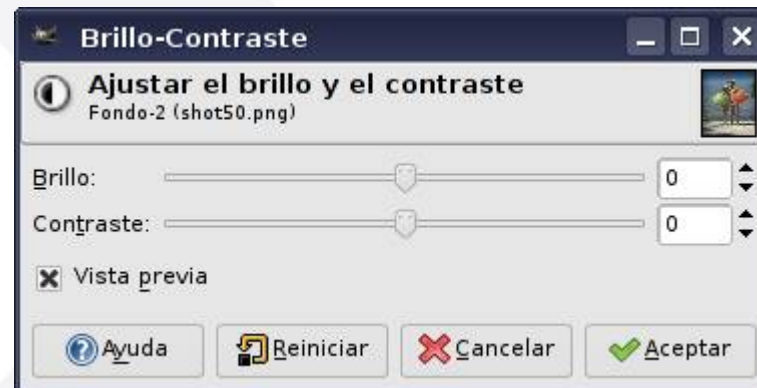 Brillo-Contraste
Ajustar el brillo y el contraste
Fondo-2 (shot50.png)
Brillo: 0
Contraste: 0
Vista previa
Ayuda Reiniciar Cancelar Aceptar